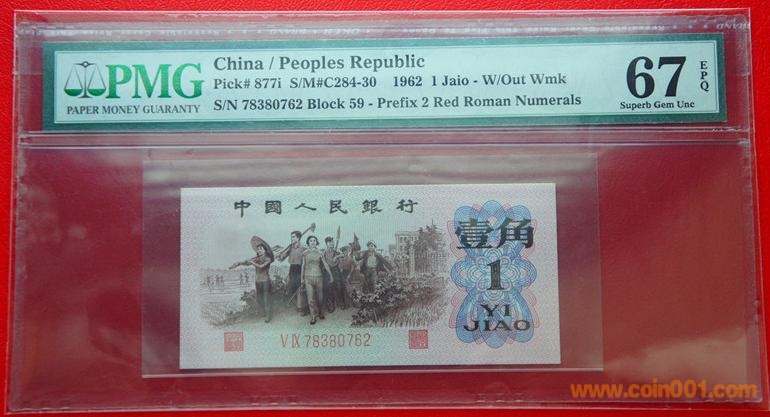 PMG
PAPER MONEY GUARANTY
China / Peoples Republic
Pick# 877i S/M#C284-30 1962 1 Jaio - W/Out Wmk
S/N 78380762 Block 59 - Prefix 2 Red Roman Numerals
67 EPQ
Superb Gem Unc
中國人民銀行
壹角
1
YI
JIAO
V IX 78380762
www.coin001.com